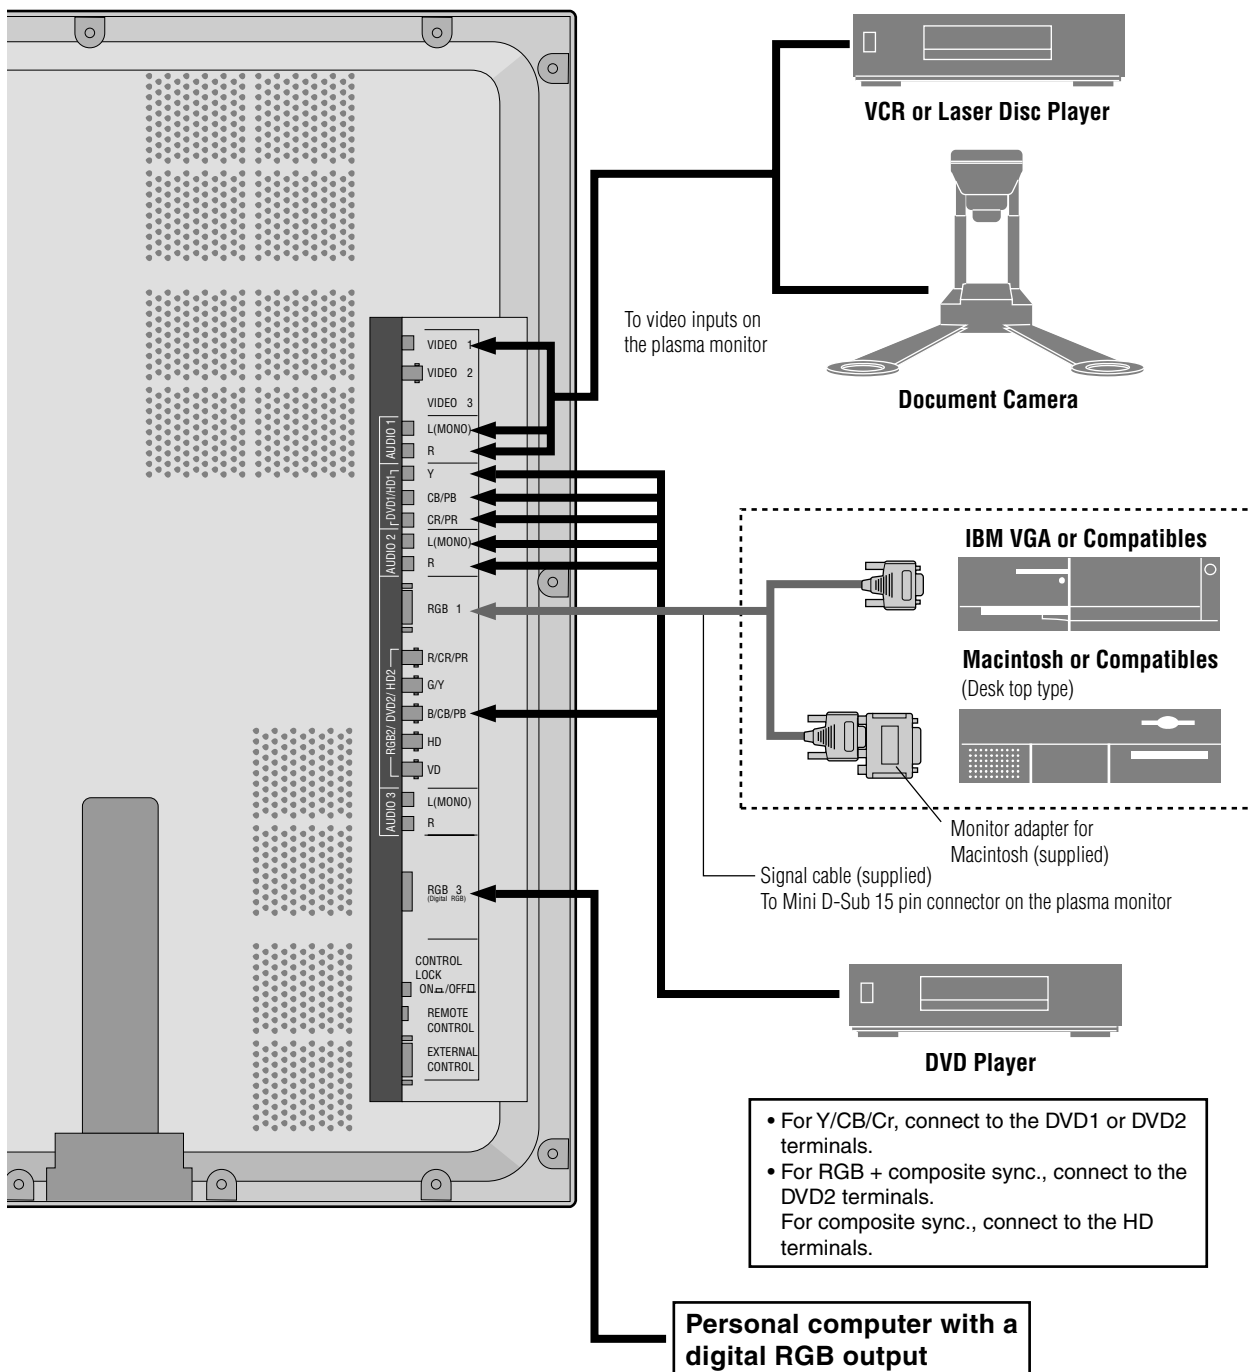 VCR or Laser Disc Player
To video inputs on
the plasma monitor
Document Camera
VIDEO 1
VIDEO 2
VIDEO 3
AUDIO 1
L(MONO)
R
DVD1/HD1
Y
CB/PB
CR/PR
AUDIO 2
L(MONO)
R
RGB 1
RGB2/ DVD2/ HD2
R/CR/PR
G/Y
B/CB/PB
HD
VD
AUDIO 3
L(MONO)
R
RGB 3
(Digital RGB)
CONTROL
LOCK
ON /OFF
REMOTE
CONTROL
EXTERNAL
CONTROL
IBM VGA or Compatibles
Macintosh or Compatibles
(Desk top type)
Monitor adapter for
Macintosh (supplied)
Signal cable (supplied)
To Mini D-Sub 15 pin connector on the plasma monitor
DVD Player
• For Y/CB/Cr, connect to the DVD1 or DVD2
terminals.
• For RGB + composite sync., connect to the
DVD2 terminals.
For composite sync., connect to the HD
terminals.
Personal computer with a
digital RGB output